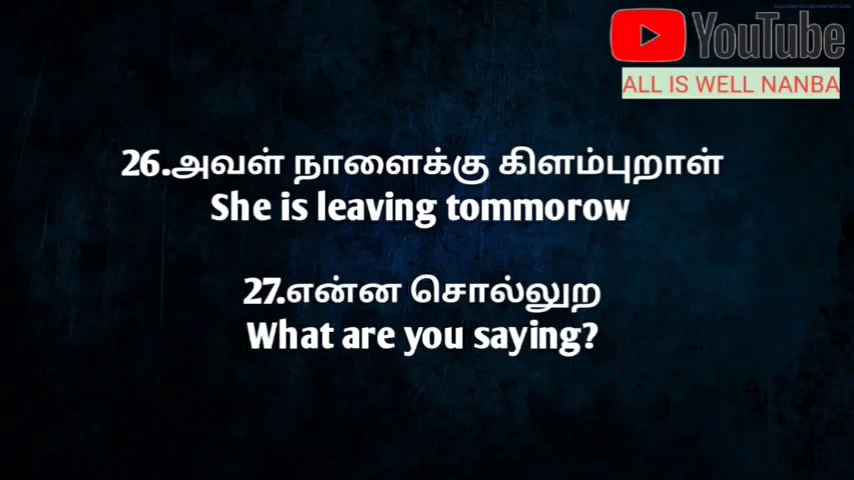 YouTube
ALL IS WELL NANBA
26.அவள் நாளைக்கு கிளம்புறாள்
She is leaving tommorow
27.என்ன சொல்லுற
What are you saying?